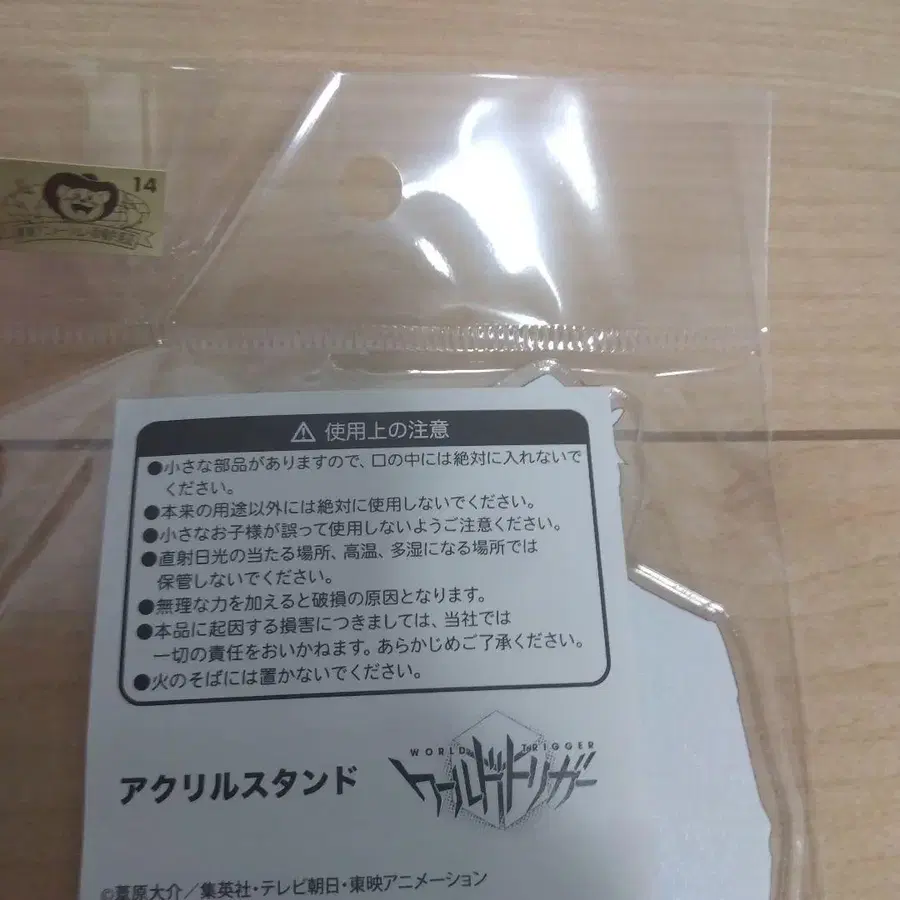 14
使用上の注意
●小さな部品がありますので、口の中には絶対に入れないで
ください。
●本来の用途以外には絶対に使用しないでください。
●小さなお子様が誤って使用しないようご注意ください。
●直射日光の当たる場所、高温、多湿になる場所では
保管しないでください。
●無理な力を加えると破損の原因となります。
●本品に起因する損害につきましては、当社では
一切の責任をおいかねます。あらかじめご了承ください。
●火のそばには置かないでください。
WORLD TRIGGER
アクリルスタンド ワールドトリガー
©葦原大介／集英社・テレビ朝日・東映アニメーション